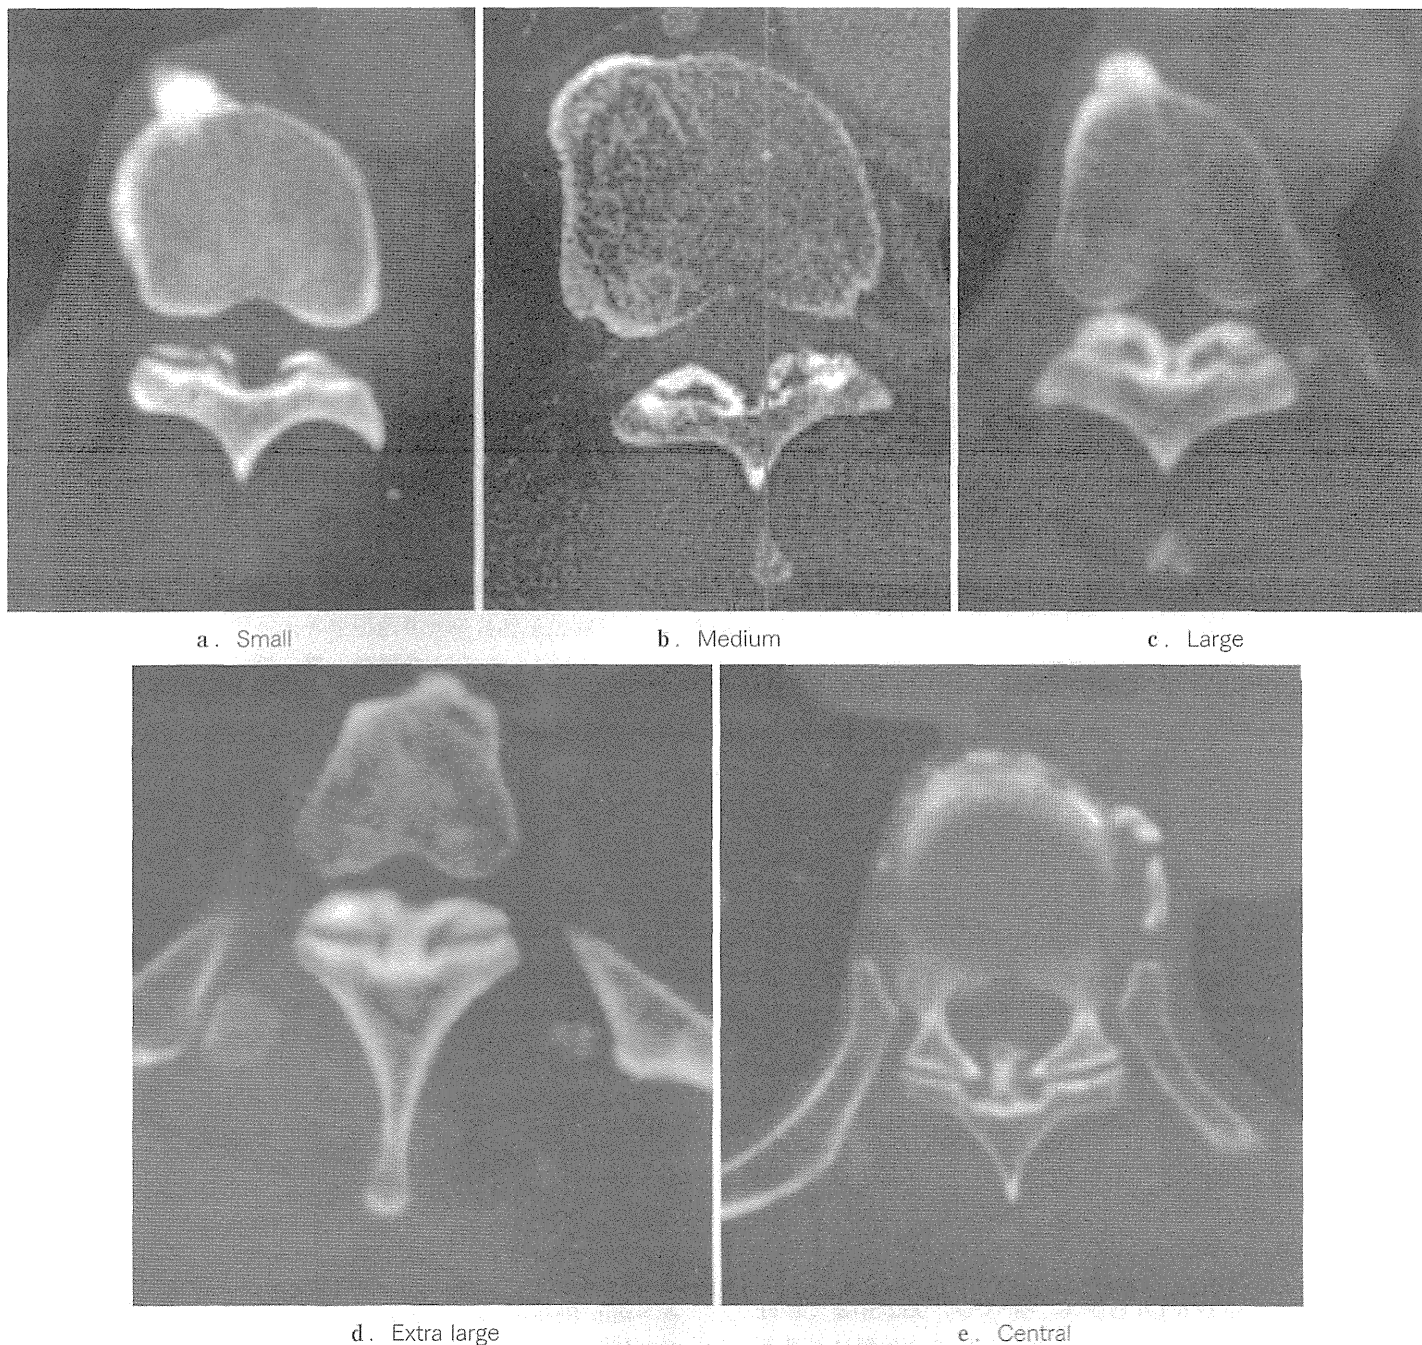 a. Small
b. Medium
c. Large
d. Extra large
e. Central